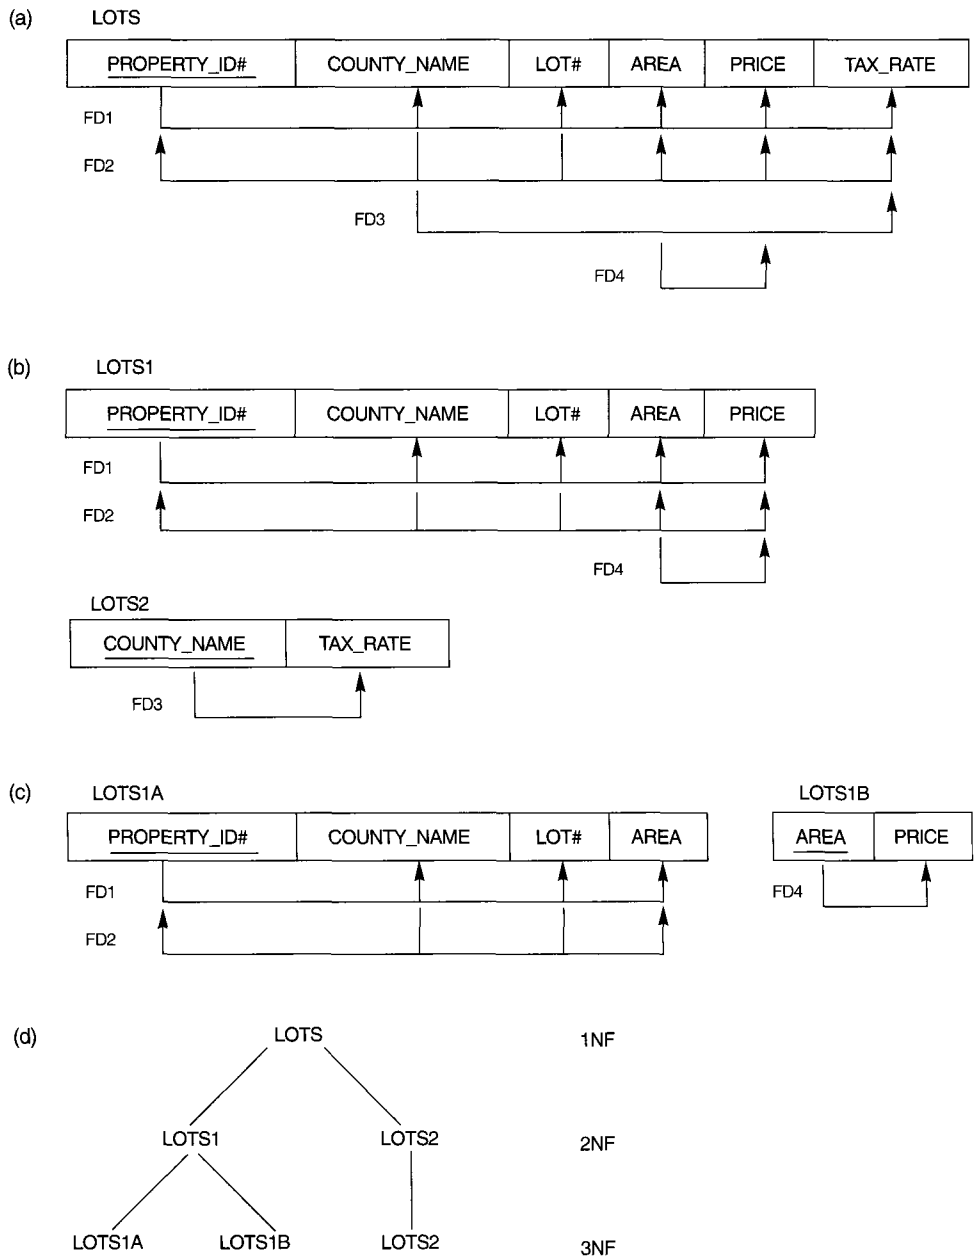 (a) LOTS
PROPERTY_ID# COUNTY_NAME LOT# AREA PRICE TAX_RATE
FD1
FD2
FD3
FD4
(b) LOTS1
PROPERTY_ID# COUNTY_NAME LOT# AREA PRICE
FD1
FD2
FD4
LOTS2
COUNTY_NAME TAX_RATE
FD3
(c) LOTS1A LOTS1B
PROPERTY_ID# COUNTY_NAME LOT# AREA AREA PRICE
FD1 FD4
FD2
(d) LOTS 1NF
LOTS1 LOTS2 2NF
LOTS1A LOTS1B LOTS2 3NF